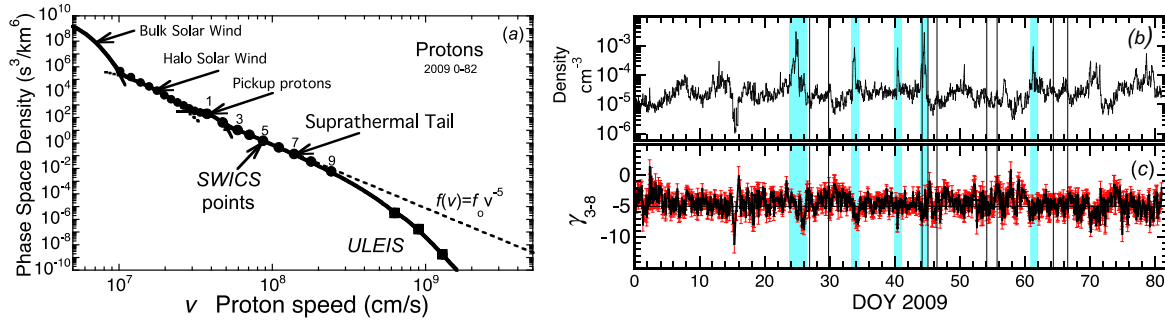 (a)
Phase Space Density (s³/km⁶)
10¹⁰
10⁸
10⁶
10⁴
10²
10⁰
10⁻²
10⁻⁴
10⁻⁶
10⁻⁸
10⁻¹⁰
Bulk Solar Wind
Halo Solar Wind
Pickup protons
Protons
2009 0-82
Suprathermal Tail
1
3
5
7
9
SWICS
points
f(v)=fₒ v⁻⁵
ULEIS
10⁷
10⁸
10⁹
v Proton speed (cm/s)
(b)
Density
cm⁻³
10⁻³
10⁻⁴
10⁻⁵
10⁻⁶
(c)
γ₃₋₈
0
-5
-10
0
10
20
30
40
50
60
70
80
DOY 2009